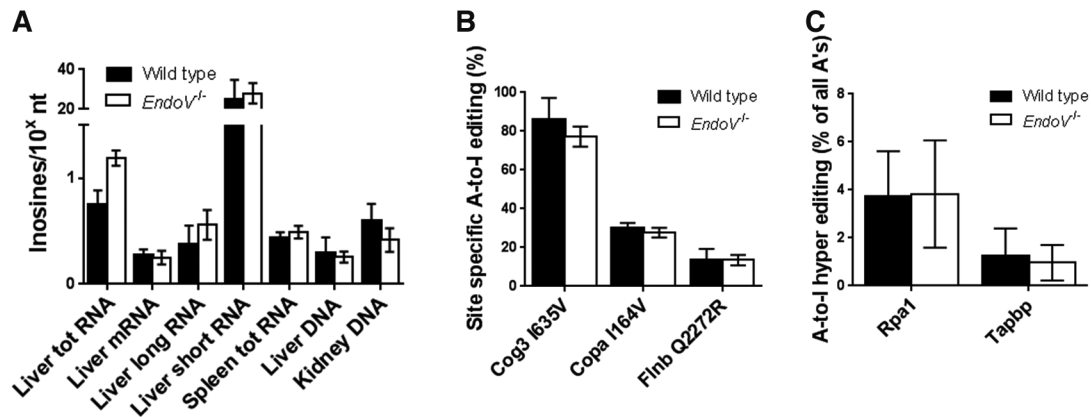 A
Inosines/10ˣ nt
40
20
1
0
Wild type
EndoV⁻/⁻
Liver tot RNA
Liver mRNA
Liver long RNA
Liver short RNA
Spleen tot RNA
Liver DNA
Kidney DNA
B
Site specific A-to-I editing (%)
100
80
60
40
20
0
Wild type
EndoV⁻/⁻
Cog3 I635V
Copa I164V
Flnb Q2272R
C
A-to-I hyper editing (% of all A's)
8
6
4
2
0
Wild type
EndoV⁻/⁻
Rpa1
Tapbp